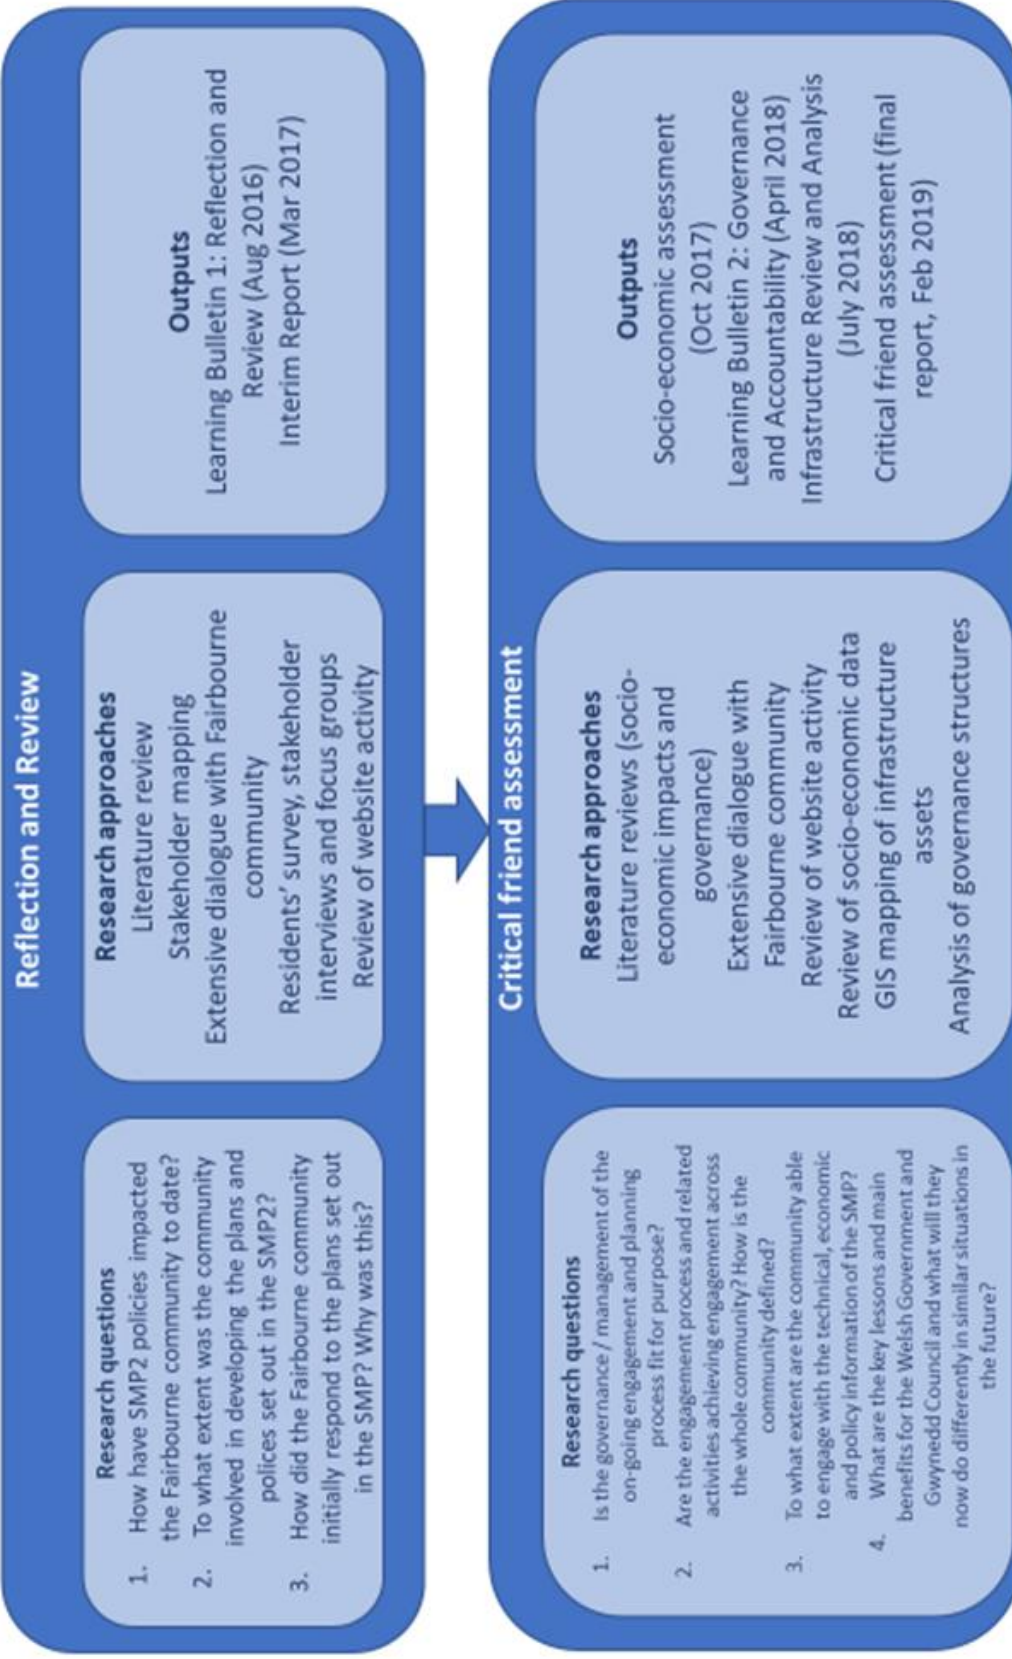 Reflection and Review
Research questions
1. How have SMP2 policies impacted
the Fairbourne community to date?
2. To what extent was the community
involved in developing the plans and
polices set out in the SMP2?
3. How did the Fairbourne community
initially respond to the plans set out
in the SMP? Why was this?
Research approaches
Literature review
Stakeholder mapping
Extensive dialogue with Fairbourne
community
Residents' survey, stakeholder
interviews and focus groups
Review of website activity
Outputs
Learning Bulletin 1: Reflection and
Review (Aug 2016)
Interim Report (Mar 2017)
Critical friend assessment
Research questions
1. Is the governance / management of the
on-going engagement and planning
process fit for purpose?
2. Are the engagement process and related
activities achieving engagement across
the whole community? How is the
community defined?
3. To what extent are the community able
to engage with the technical, economic
and policy information of the SMP?
4. What are the key lessons and main
benefits for the Welsh Government and
Gwynedd Council and what will they
now do differently in similar situations in
the future?
Research approaches
Literature reviews (socio-
economic impacts and
governance)
Extensive dialogue with
Fairbourne community
Review of website activity
Review of socio-economic data
GIS mapping of infrastructure
assets
Analysis of governance structures
Outputs
Socio-economic assessment
(Oct 2017)
Learning Bulletin 2: Governance
and Accountability (April 2018)
Infrastructure Review and Analysis
(July 2018)
Critical friend assessment (final
report, Feb 2019)